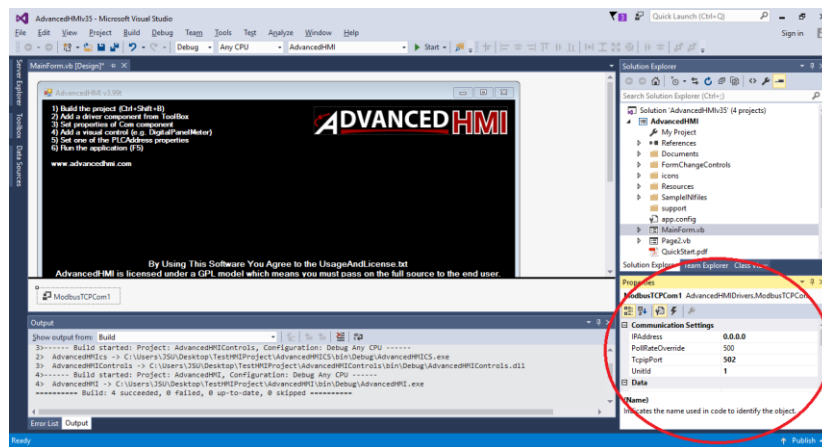 AdvancedHMIv35 - Microsoft Visual Studio
Quick Launch (Ctrl+Q)
File Edit View Project Build Debug Team Tools Test Analyze Window Help
Sign in
Debug Any CPU AdvancedHMI Start
Server Explorer
Toolbox
Data Sources
MainForm.vb [Design]*
AdvancedHMI v3.99t
1) Build the project (Ctrl+Shift+B)
2) Add a driver component from ToolBox
3) Set properties of Com component
4) Add a visual control (e.g. DigitalPanelMeter)
5) Set one of the PLCAddress properties
6) Run the application (F5)
www.advancedhmi.com
ADVANCED HMI
By Using This Software You Agree to the UsageAndLicense.txt
AdvancedHMI is licensed under a GPL model which means you must pass on the full source to the end user.
ModbusTCPCom1
Output
Show output from: Build
3>------ Build started: Project: AdvancedHMIControls, Configuration: Debug Any CPU ------
2> AdvancedHMIcs -> C:\Users\JSU\Desktop\TestHMIProject\AdvancedHMICS\bin\Debug\AdvancedHMICS.exe
3> AdvancedHMIControls -> C:\Users\JSU\Desktop\TestHMIProject\AdvancedHMIControls\bin\Debug\AdvancedHMIControls.dll
4>------ Build started: Project: AdvancedHMI, Configuration: Debug Any CPU ------
4> AdvancedHMI -> C:\Users\JSU\Desktop\TestHMIProject\AdvancedHMI\bin\Debug\AdvancedHMI.exe
========== Build: 4 succeeded, 0 failed, 0 up-to-date, 0 skipped ==========
Error List Output
Solution Explorer
Search Solution Explorer (Ctrl+;)
Solution 'AdvancedHMIv35' (4 projects)
AdvancedHMI
My Project
References
Documents
FormChangeControls
icons
Resources
SampleINIfiles
support
app.config
MainForm.vb
Page2.vb
QuickStart.pdf
Solution Explorer Team Explorer Class View
Properties
ModbusTCPCom1 AdvancedHMIDrivers.ModbusTCPCom
Communication Settings
IPAddress 0.0.0.0
PollRateOverride 500
TcpipPort 502
UnitId 1
Data
(Name)
Indicates the name used in code to identify the object.
Ready
Publish